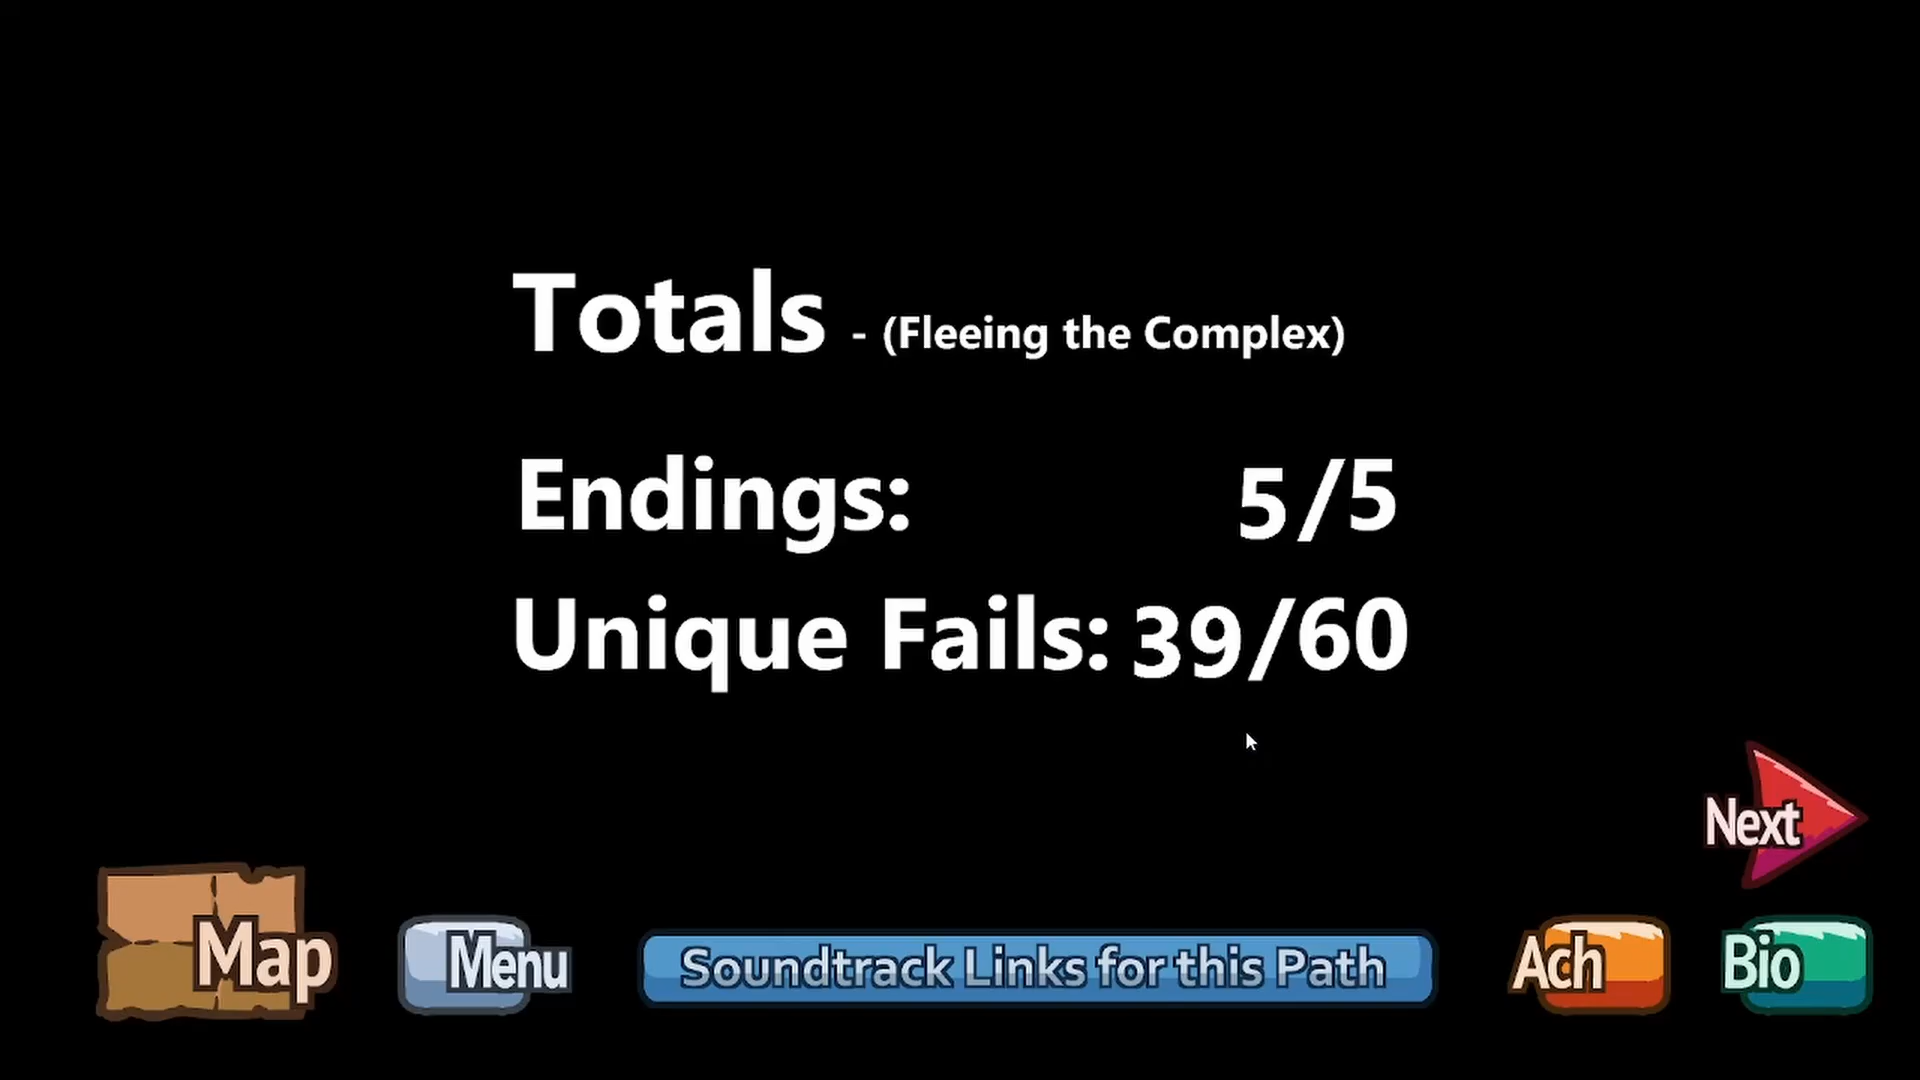 Totals - (Fleeing the Complex)
Endings: 5/5
Unique Fails: 39/60
Next
Map
Menu
Soundtrack Links for this Path
Ach
Bio